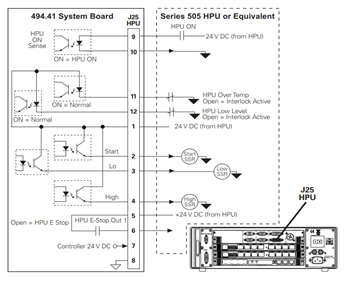 494.41 System Board
J25
HPU
Series 505 HPU or Equivalent
HPU
ON
Sense
ON = HPU ON
9
HPU ON
24 V DC (from HPU)
10
11
HPU Over Temp
Open = Interlock Active
ON = Normal
12
HPU Low Level
Open = Interlock Active
ON = Normal
1
24 V DC (from HPU)
Start
2
Start
SSR
Lo
3
Low
SSR
High
4
High
SSR
5
+24 V DC (from HPU)
HPU E-Stop Out 1
Open = HPU E Stop
6
Controller 24 V DC
7
8
J25
HPU